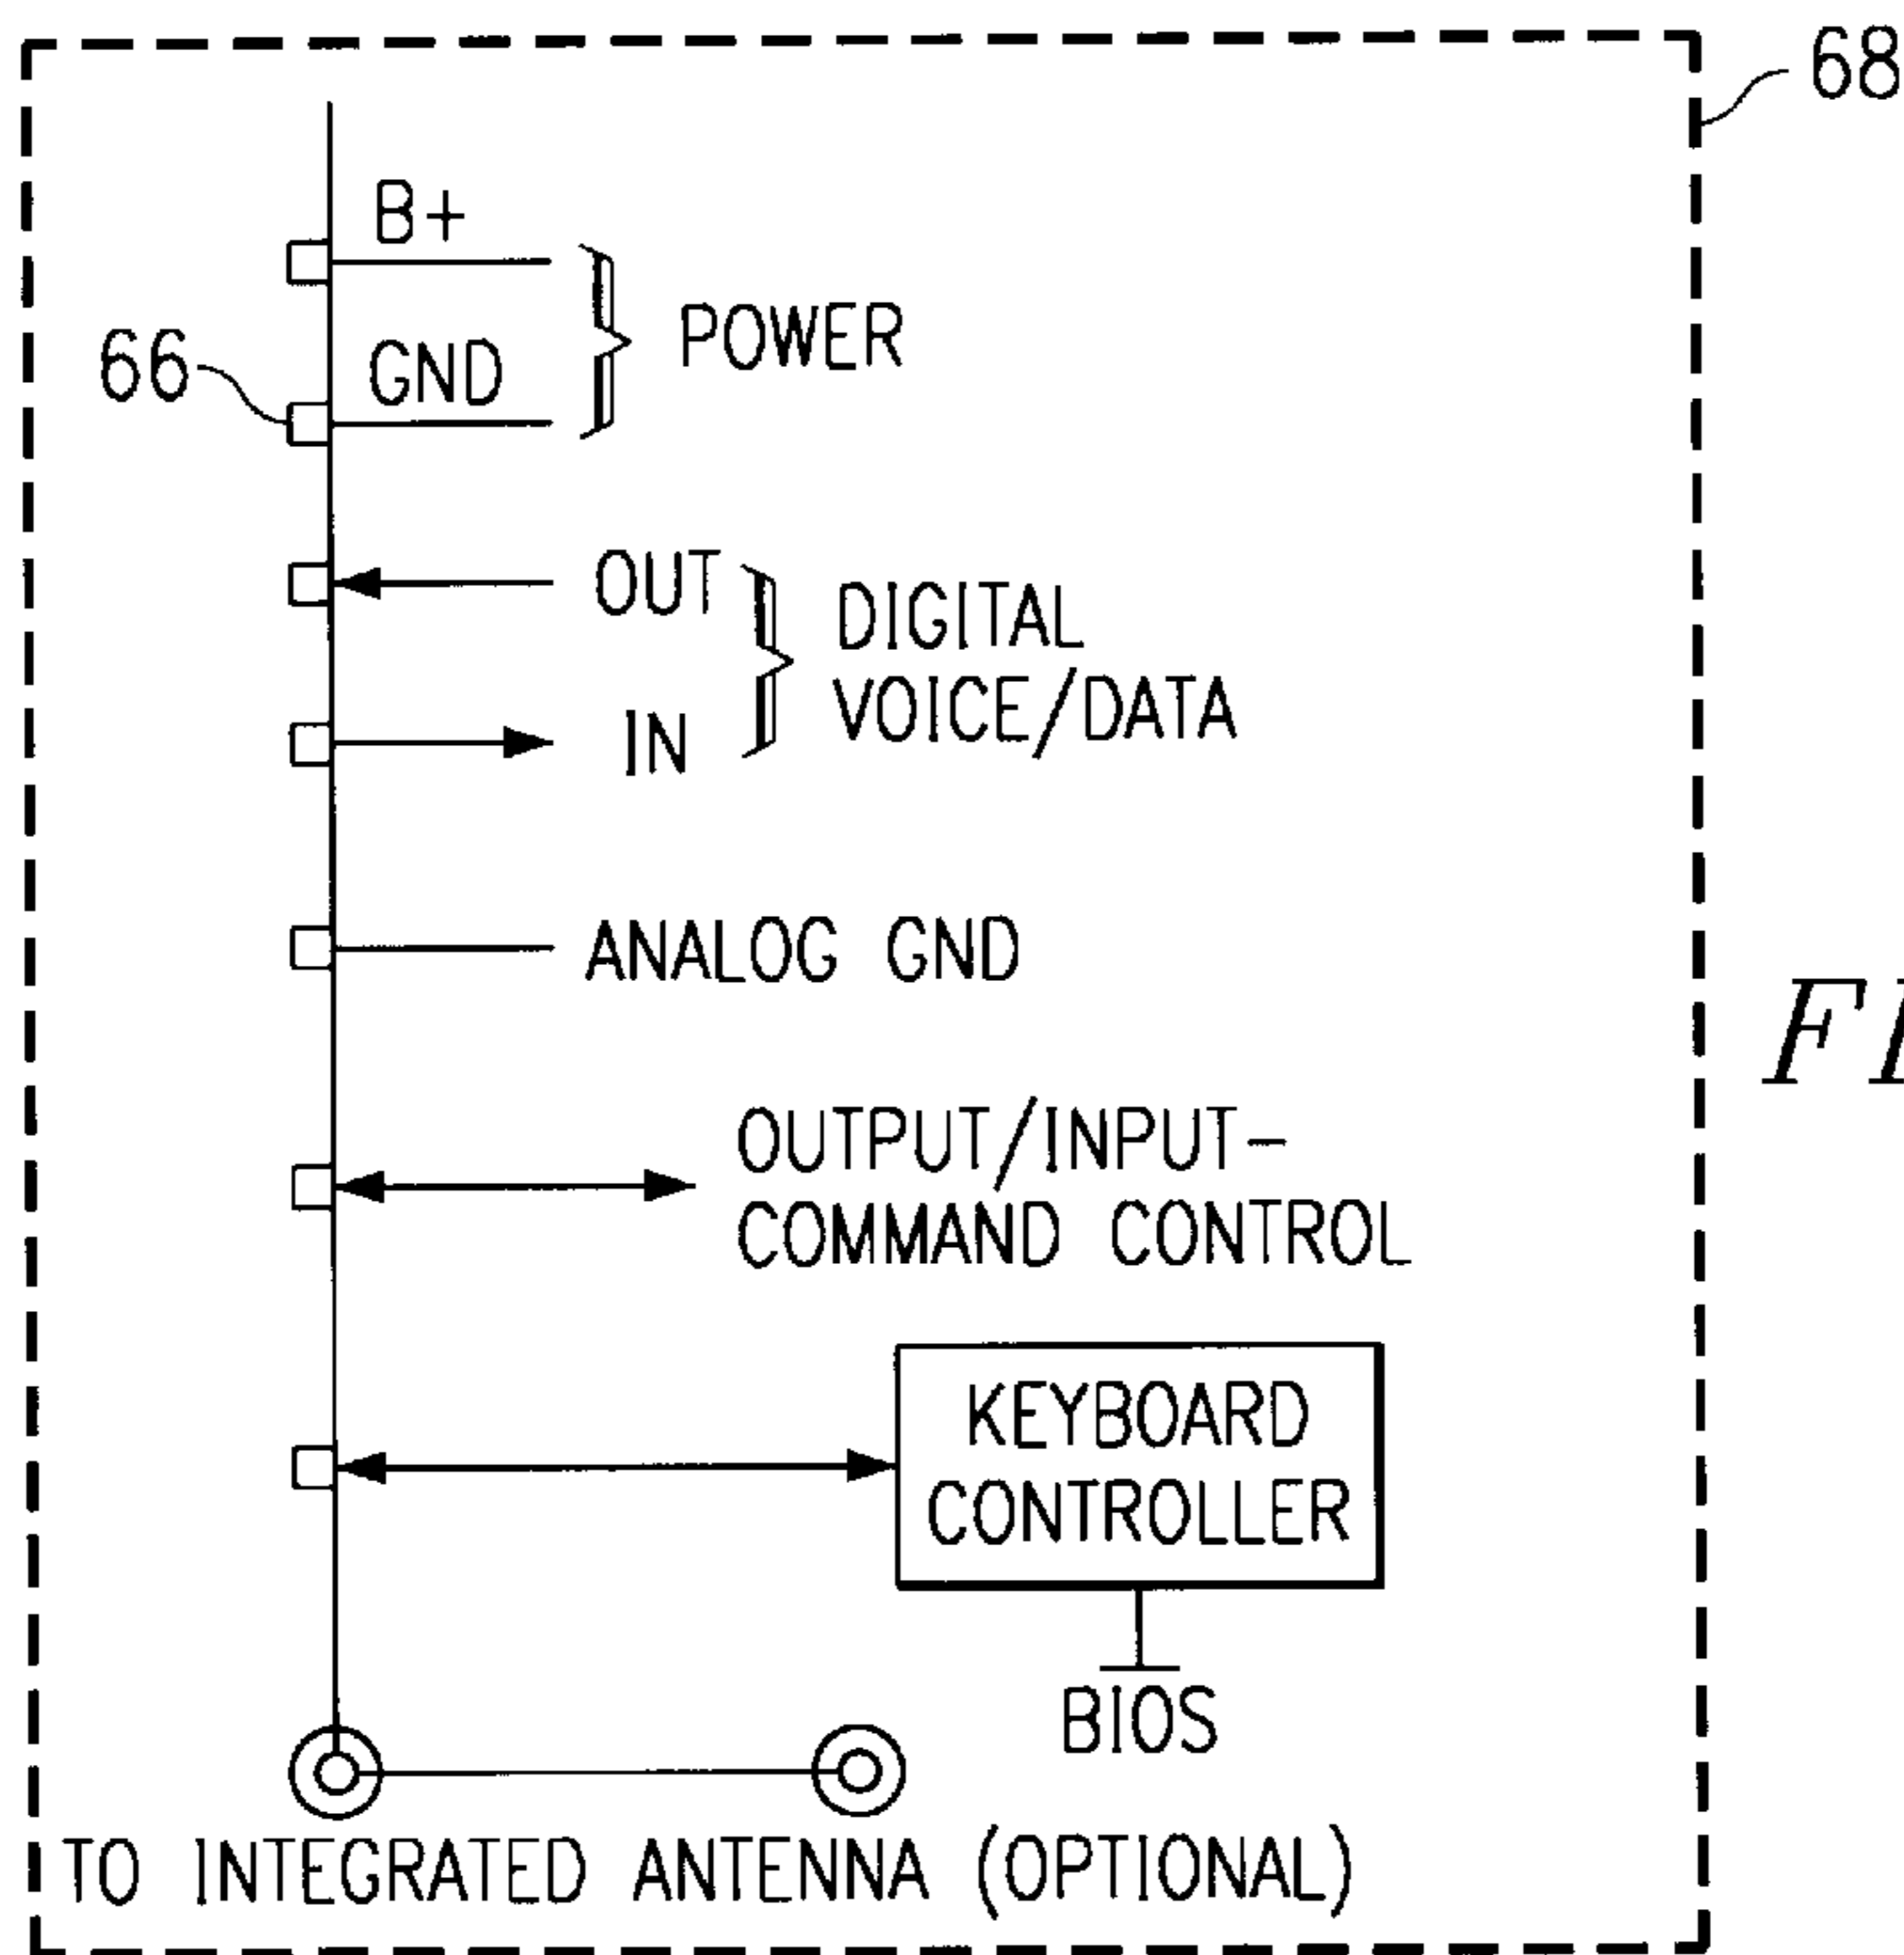 68
B+
POWER
66
GND
OUT
DIGITAL
VOICE/DATA
IN
ANALOG GND
OUTPUT/INPUT-
COMMAND CONTROL
KEYBOARD
CONTROLLER
BIOS
TO INTEGRATED ANTENNA (OPTIONAL)